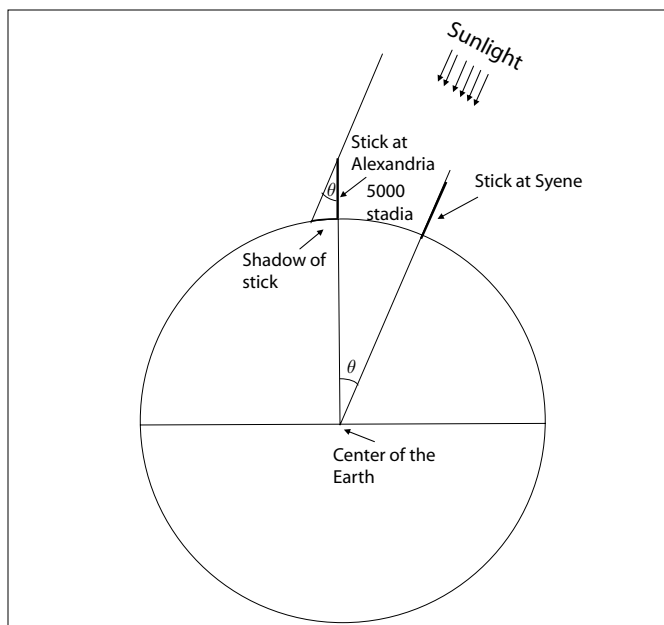 Sunlight
Stick at
Alexandria
θ
5000
stadia
Stick at Syene
Shadow of
stick
θ
Center of the
Earth